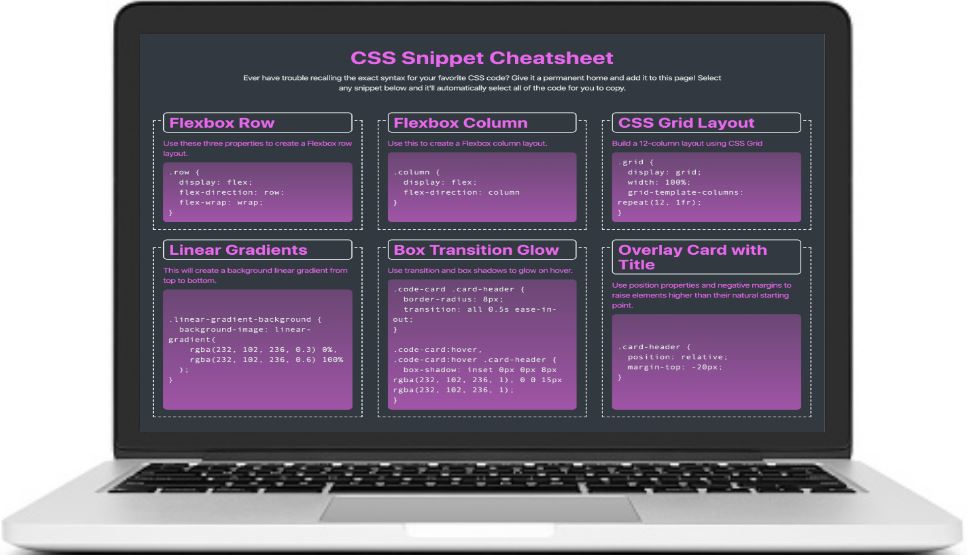 CSS Snippet Cheatsheet
Ever have trouble recalling the exact syntax for your favorite CSS code? Give it a permanent home and add it to this page! Select
any snippet below and it'll automatically select all of the code for you to copy.
Flexbox Row
Use these three properties to create a Flexbox row
layout.
.row {
  display: flex;
  flex-direction: row;
  flex-wrap: wrap;
}
Flexbox Column
Use this to create a Flexbox column layout.
.column {
  display: flex;
  flex-direction: column
}
CSS Grid Layout
Build a 12-column layout using CSS Grid
.grid {
  display: grid;
  width: 100%;
  grid-template-columns:
repeat(12, 1fr);
}
Linear Gradients
This will create a background linear gradient from
top to bottom.
.linear-gradient-background {
  background-image: linear-
gradient(
    rgba(232, 102, 236, 0.3) 0%,
    rgba(232, 102, 236, 0.6) 100%
  );
}
Box Transition Glow
Use transition and box shadows to glow on hover.
.code-card .card-header {
  border-radius: 8px;
  transition: all 0.5s ease-in-
out;
}
.code-card:hover,
.code-card:hover .card-header {
  box-shadow: inset 0px 0px 8px
rgba(232, 102, 236, 1), 0 0 15px
rgba(232, 102, 236, 1);
}
Overlay Card with
Title
Use position properties and negative margins to
raise elements higher than their natural starting
point.
.card-header {
  position: relative;
  margin-top: -20px;
}